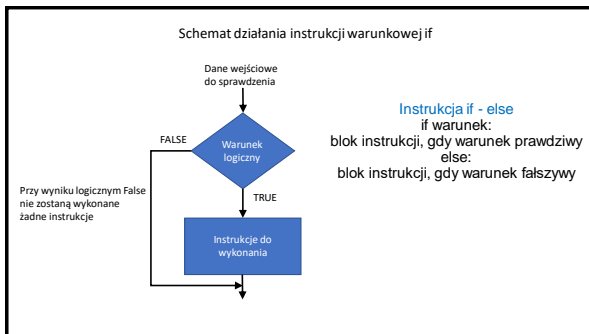 Schemat działania instrukcji warunkowej if
Dane wejściowe
do sprawdzenia
FALSE
Warunek
logiczny
TRUE
Przy wyniku logicznym False
nie zostaną wykonane
żadne instrukcje
Instrukcje do
wykonania
Instrukcja if - else
if warunek:
blok instrukcji, gdy warunek prawdziwy
else:
blok instrukcji, gdy warunek fałszywy